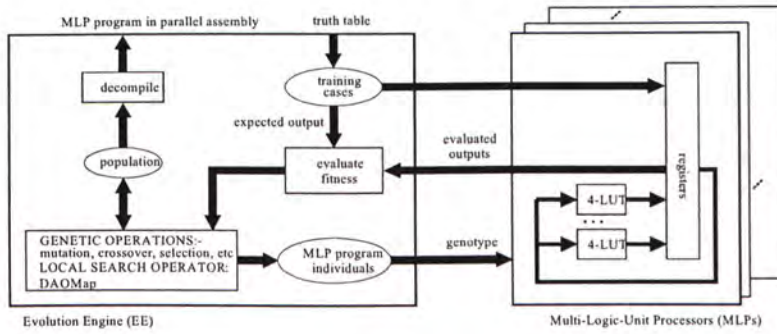 MLP program in parallel assembly
truth table
decompile
training
cases
expected output
evaluated
outputs
population
evaluate
fitness
registers
4-LUT
...
4-LUT
GENETIC OPERATIONS:-
mutation, crossover, selection, etc
LOCAL SEARCH OPERATOR:
DAOMap
MLP program
individuals
genotype
Evolution Engine (EE)
Multi-Logic-Unit Processors (MLPs)